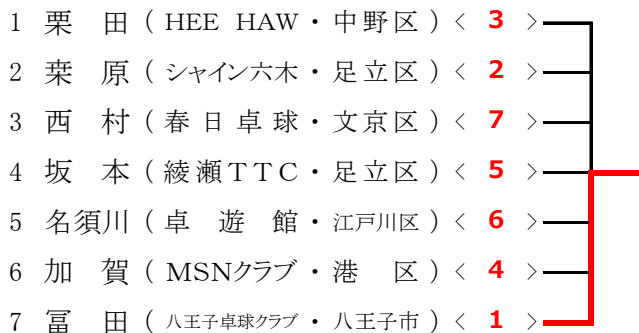 1 栗 田 ( HEE HAW・中野区 ) < 3 >
2 桒 原 ( シャイン六木・足立区 ) < 2 >
3 西 村 ( 春日卓球・文京区 ) < 7 >
4 坂 本 ( 綾瀬TTC・足立区 ) < 5 >
5 名須川 ( 卓 遊 館・江戸川区 ) < 6 >
6 加 賀 ( MSNクラブ・港 区 ) < 4 >
7 冨 田 ( 八王子卓球クラブ・八王子市 ) < 1 >